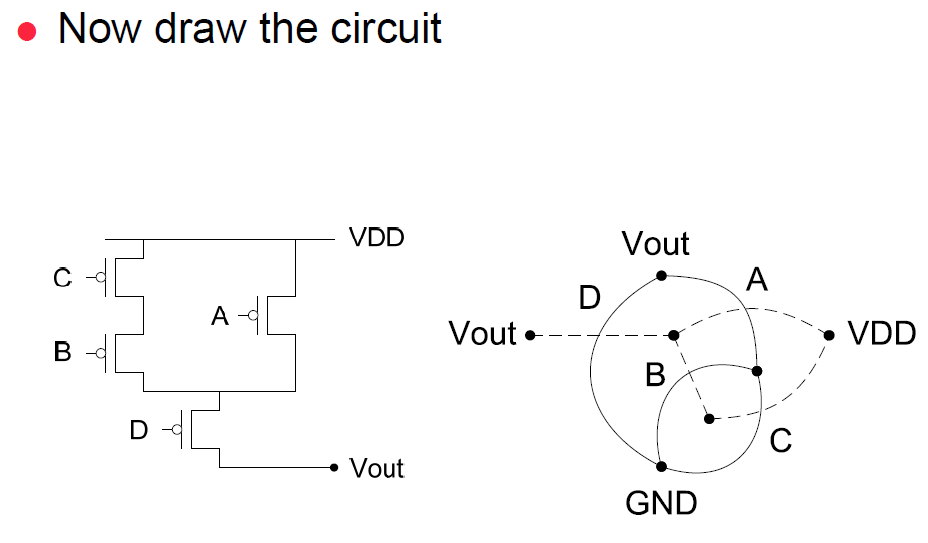 Now draw the circuit
VDD
C
A
B
D
Vout
Vout
A
D
Vout
VDD
B
C
GND